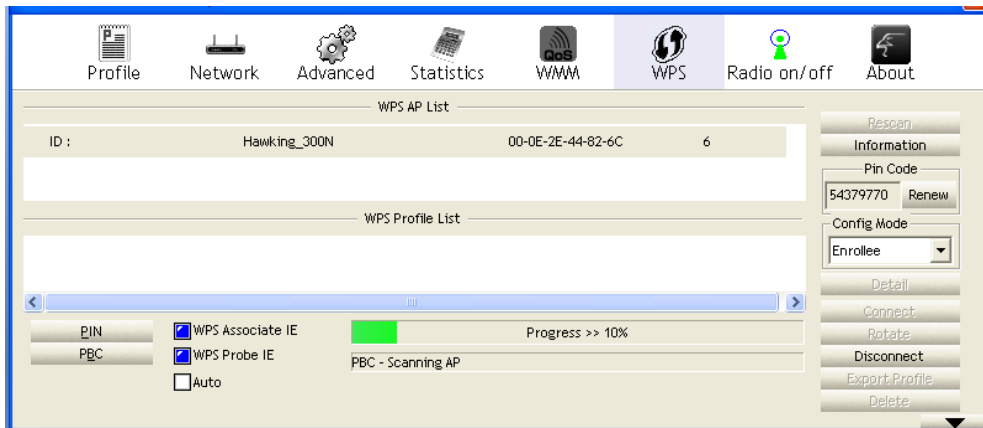 Profile Network Advanced Statistics QoS WMM WPS Radio on/off About
WPS AP List
ID : Hawking_300N 00-0E-2E-44-82-6C 6
WPS Profile List
Rescan
Information
Pin Code
54379770 Renew
Config Mode
Enrollee
Detail
Connect
Rotate
Disconnect
Export Profile
Delete
PIN
PBC
WPS Associate IE
WPS Probe IE
Auto
Progress >> 10%
PBC - Scanning AP